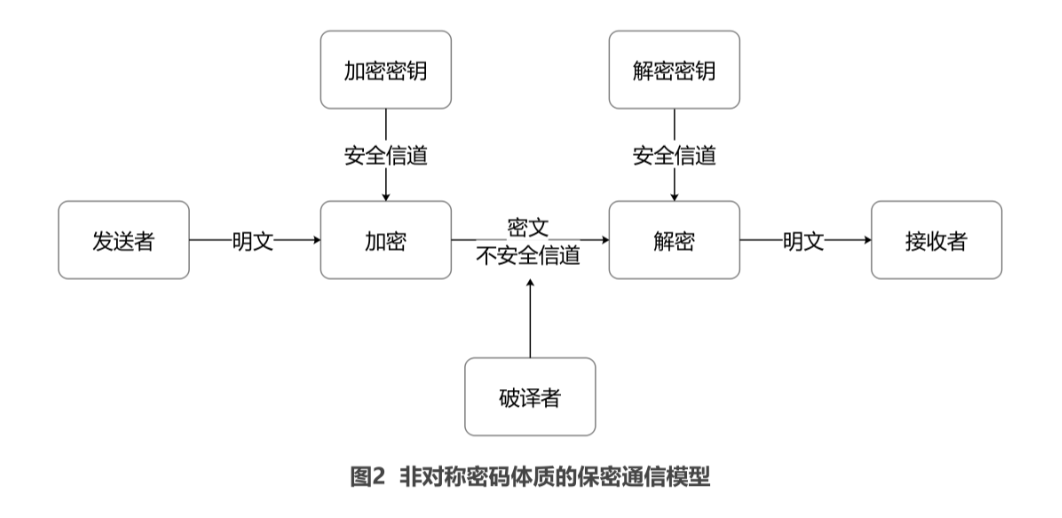 加密密钥
解密密钥
安全信道
安全信道
发送者
明文
加密
密文
不安全信道
解密
明文
接收者
破译者
图2 非对称密码体质的保密通信模型